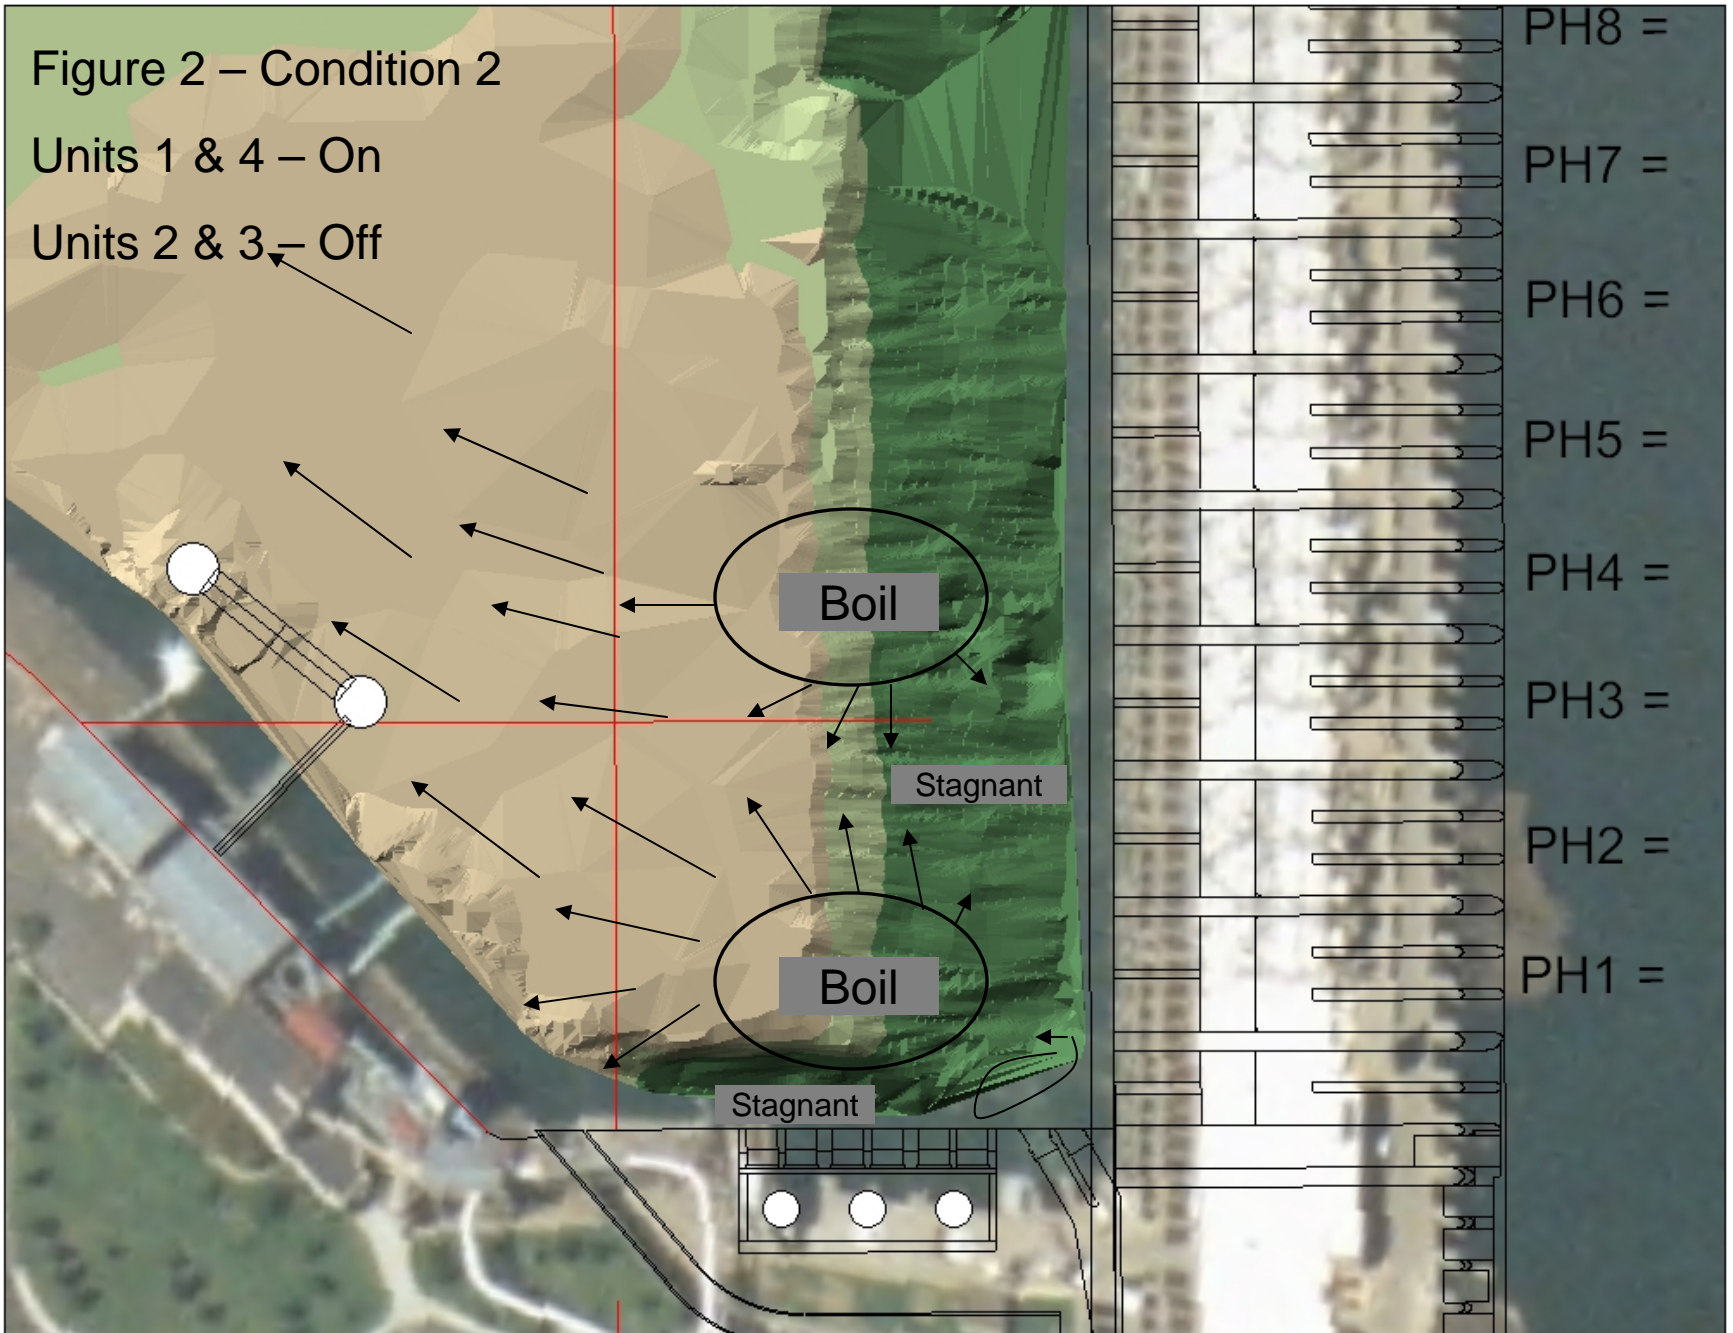 Figure 2 – Condition 2
Units 1 & 4 – On
Units 2 & 3 – Off
PH8 =
PH7 =
PH6 =
PH5 =
PH4 =
Boil
PH3 =
Stagnant
PH2 =
Boil
PH1 =
Stagnant